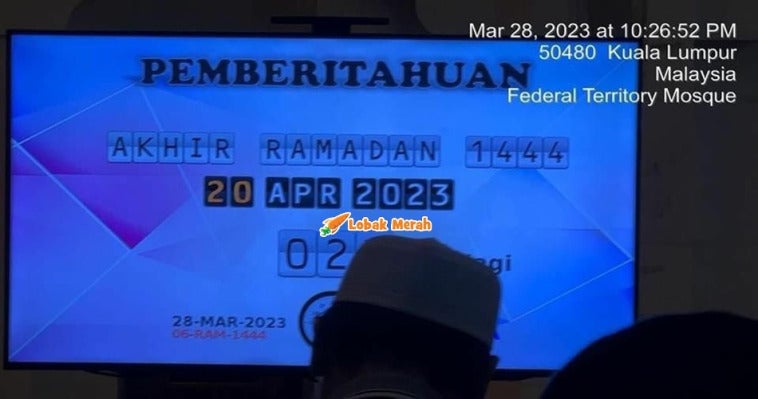 Mar 28, 2023 at 10:26:52 PM
50480 Kuala Lumpur
Malaysia
Federal Territory Mosque
PEMBERITAHUAN
AKHIR RAMADAN 1444
20 APR 2023
Lobak Merah
02
28-MAR-2023
06-RAM-1444